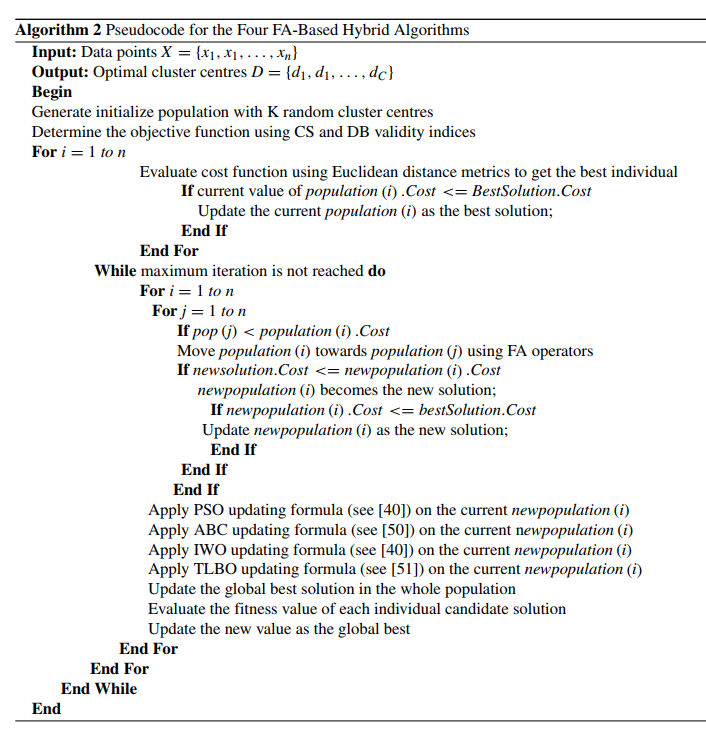 Algorithm 2 Pseudocode for the Four FA-Based Hybrid Algorithms
Input: Data points X = {x1, x1, . . . , xn}
Output: Optimal cluster centres D = {d1, d1, . . . , dC}
Begin
Generate initialize population with K random cluster centres
Determine the objective function using CS and DB validity indices
For i = 1 to n
Evaluate cost function using Euclidean distance metrics to get the best individual
If current value of population (i) .Cost <= BestSolution.Cost
Update the current population (i) as the best solution;
End If
End For
While maximum iteration is not reached do
For i = 1 to n
For j = 1 to n
If pop (j) < population (i) .Cost
Move population (i) towards population (j) using FA operators
If newsolution.Cost <= newpopulation (i) .Cost
newpopulation (i) becomes the new solution;
If newpopulation (i) .Cost <= bestSolution.Cost
Update newpopulation (i) as the new solution;
End If
End If
End If
Apply PSO updating formula (see [40]) on the current newpopulation (i)
Apply ABC updating formula (see [50]) on the current newpopulation (i)
Apply IWO updating formula (see [40]) on the current newpopulation (i)
Apply TLBO updating formula (see [51]) on the current newpopulation (i)
Update the global best solution in the whole population
Evaluate the fitness value of each individual candidate solution
Update the new value as the global best
End For
End For
End While
End